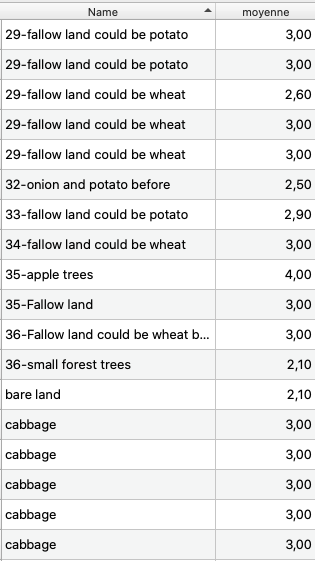 Name moyenne
29-fallow land could be potato 3,00
29-fallow land could be potato 3,00
29-fallow land could be wheat 2,60
29-fallow land could be wheat 3,00
29-fallow land could be wheat 3,00
32-onion and potato before 2,50
33-fallow land could be potato 2,90
34-fallow land could be wheat 3,00
35-apple trees 4,00
35-Fallow land 3,00
36-Fallow land could be wheat b... 3,00
36-small forest trees 2,10
bare land 2,10
cabbage 3,00
cabbage 3,00
cabbage 3,00
cabbage 3,00
cabbage 3,00